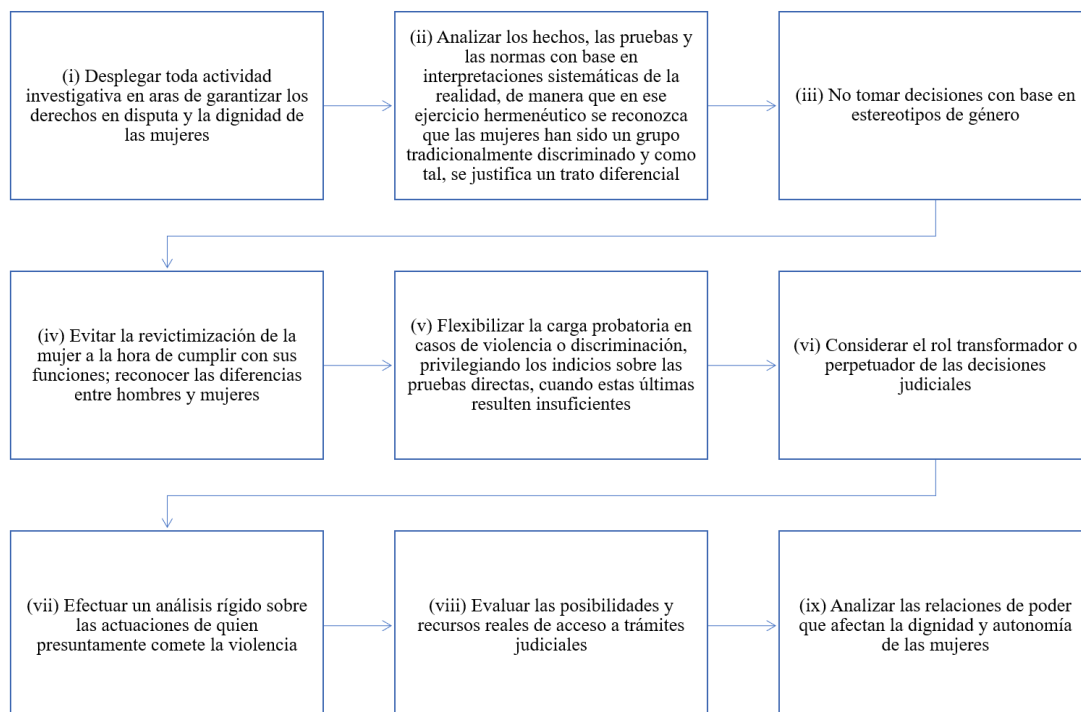 (i) Desplegar toda actividad
investigativa en aras de garantizar los
derechos en disputa y la dignidad de
las mujeres
(ii) Analizar los hechos, las pruebas y
las normas con base en
interpretaciones sistemáticas de la
realidad, de manera que en ese
ejercicio hermenéutico se reconozca
que las mujeres han sido un grupo
tradicionalmente discriminado y como
tal, se justifica un trato diferencial
(iii) No tomar decisiones con base en
estereotipos de género
(iv) Evitar la revictimización de la
mujer a la hora de cumplir con sus
funciones; reconocer las diferencias
entre hombres y mujeres
(v) Flexibilizar la carga probatoria en
casos de violencia o discriminación,
privilegiando los indicios sobre las
pruebas directas, cuando estas últimas
resulten insuficientes
(vi) Considerar el rol transformador o
perpetuador de las decisiones
judiciales
(vii) Efectuar un análisis rígido sobre
las actuaciones de quien
presuntamente comete la violencia
(viii) Evaluar las posibilidades y
recursos reales de acceso a trámites
judiciales
(ix) Analizar las relaciones de poder
que afectan la dignidad y autonomía
de las mujeres